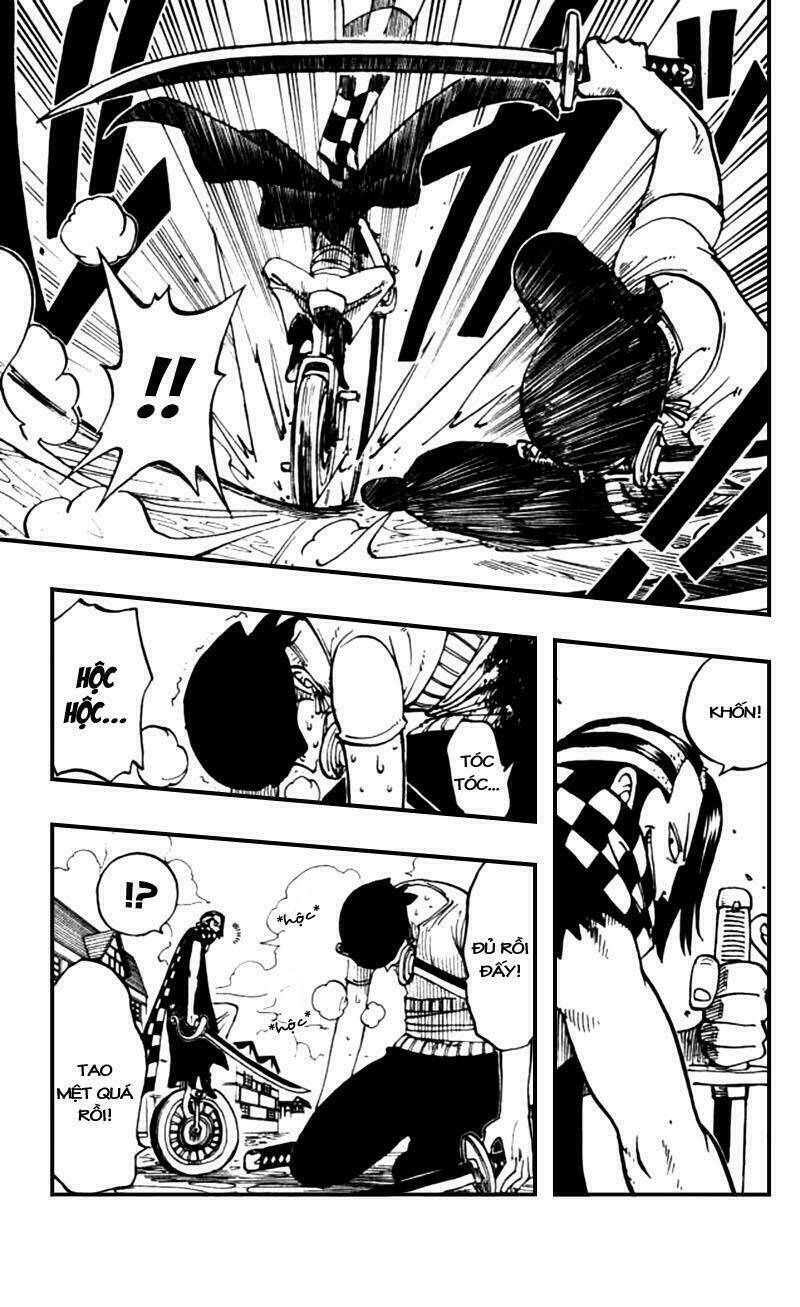 !!
KHỐN!
HỘC
HỘC...
TÓC
TÓC...
ĐỦ RỒI
ĐẤY!
*hộc*
!?
*hộc*
TAO
MỆT QUÁ
RỒI!